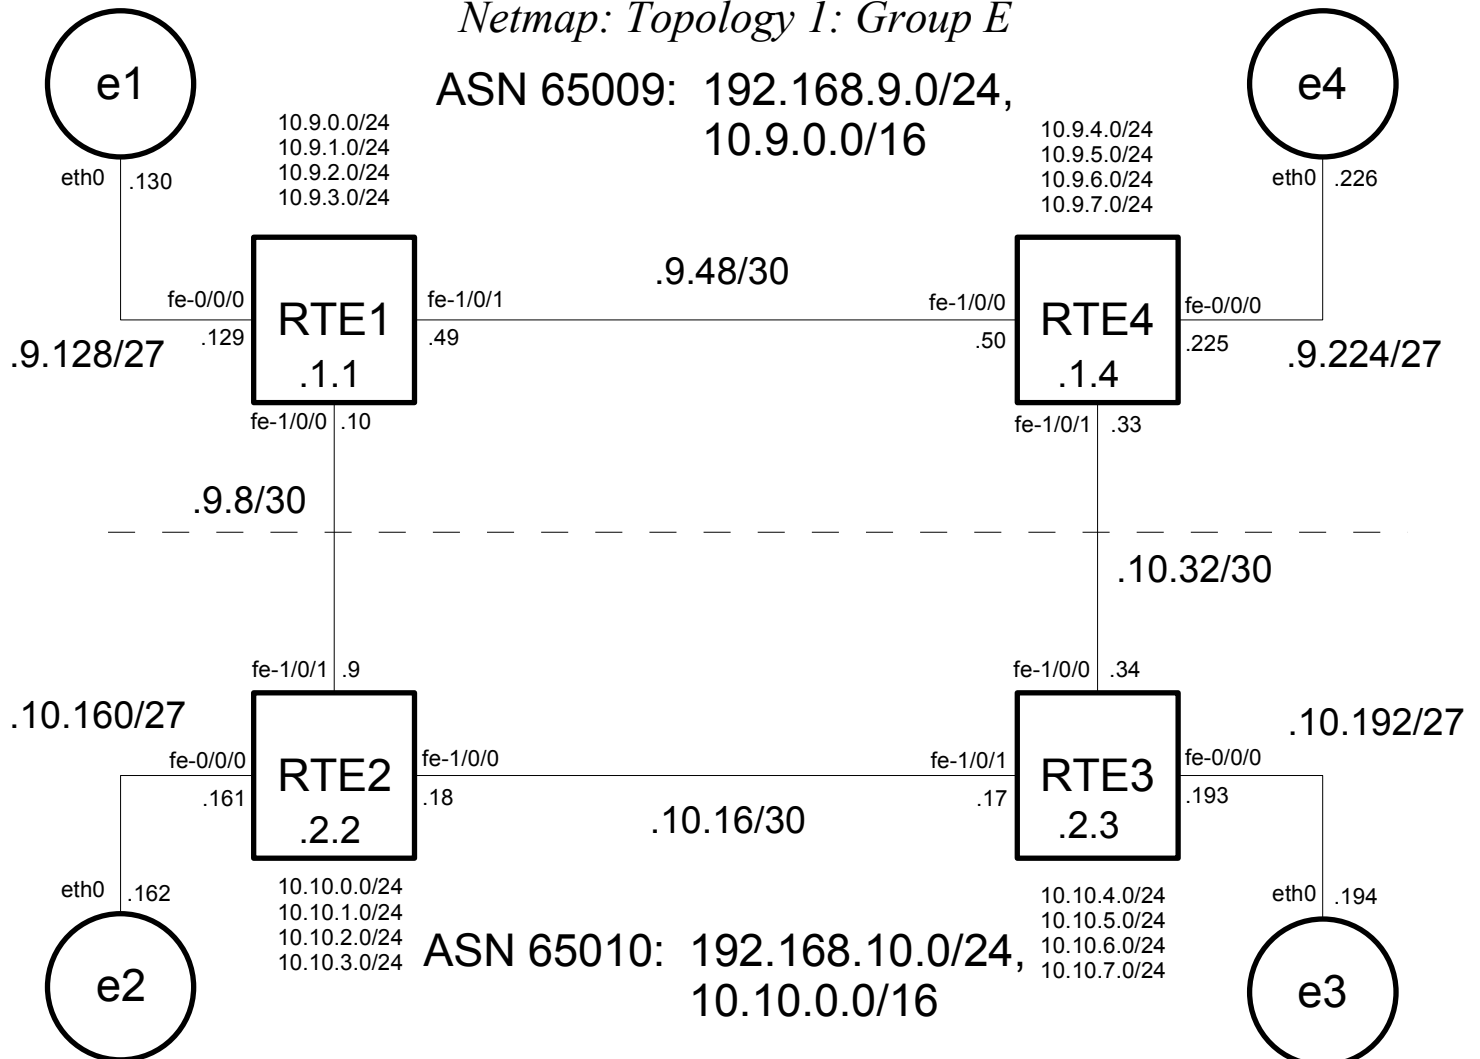 Netmap: Topology 1: Group E
e1
e4
ASN 65009: 192.168.9.0/24,
10.9.0.0/16
10.9.0.0/24
10.9.1.0/24
10.9.2.0/24
10.9.3.0/24
10.9.4.0/24
10.9.5.0/24
10.9.6.0/24
10.9.7.0/24
eth0 .130
eth0 .226
.9.48/30
fe-0/0/0
RTE1
fe-1/0/1
fe-1/0/0
RTE4
fe-0/0/0
.129
.49
.50
.225
.9.128/27
.1.1
.1.4
.9.224/27
fe-1/0/0 .10
fe-1/0/1 .33
.9.8/30
.10.32/30
fe-1/0/1 .9
fe-1/0/0 .34
.10.160/27
.10.192/27
fe-0/0/0
RTE2
fe-1/0/0
fe-1/0/1
RTE3
fe-0/0/0
.161
.18
.17
.193
.2.2
.10.16/30
.2.3
eth0 .162
eth0 .194
10.10.0.0/24
10.10.1.0/24
10.10.2.0/24
10.10.3.0/24
10.10.4.0/24
10.10.5.0/24
10.10.6.0/24
10.10.7.0/24
ASN 65010: 192.168.10.0/24,
10.10.0.0/16
e2
e3